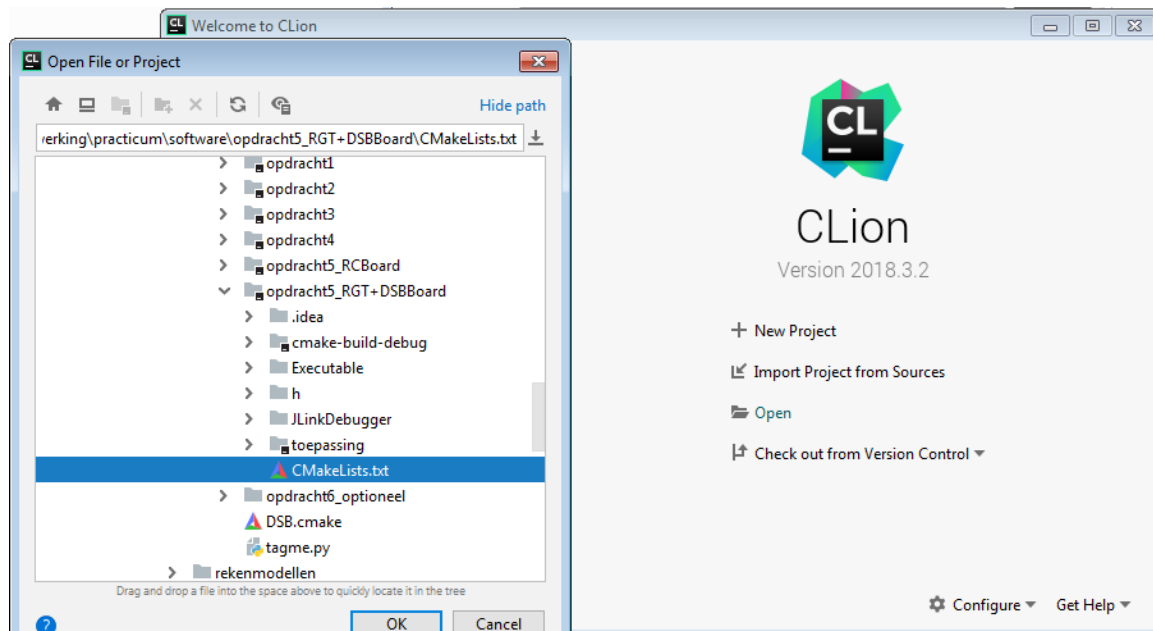 Welcome to CLion
Open File or Project
Hide path
erking\practicum\software\opdracht5_RGT+DSBBoard\CMakeLists.txt
opdracht1
opdracht2
opdracht3
opdracht4
opdracht5_RCBoard
opdracht5_RGT+DSBBoard
.idea
cmake-build-debug
Executable
h
JLinkDebugger
toepassing
CMakeLists.txt
opdracht6_optioneel
DSB.cmake
tagme.py
rekenmodellen
Drag and drop a file into the space above to quickly locate it in the tree
?
OK
Cancel
CL
CLion
Version 2018.3.2
New Project
Import Project from Sources
Open
Check out from Version Control
Configure
Get Help